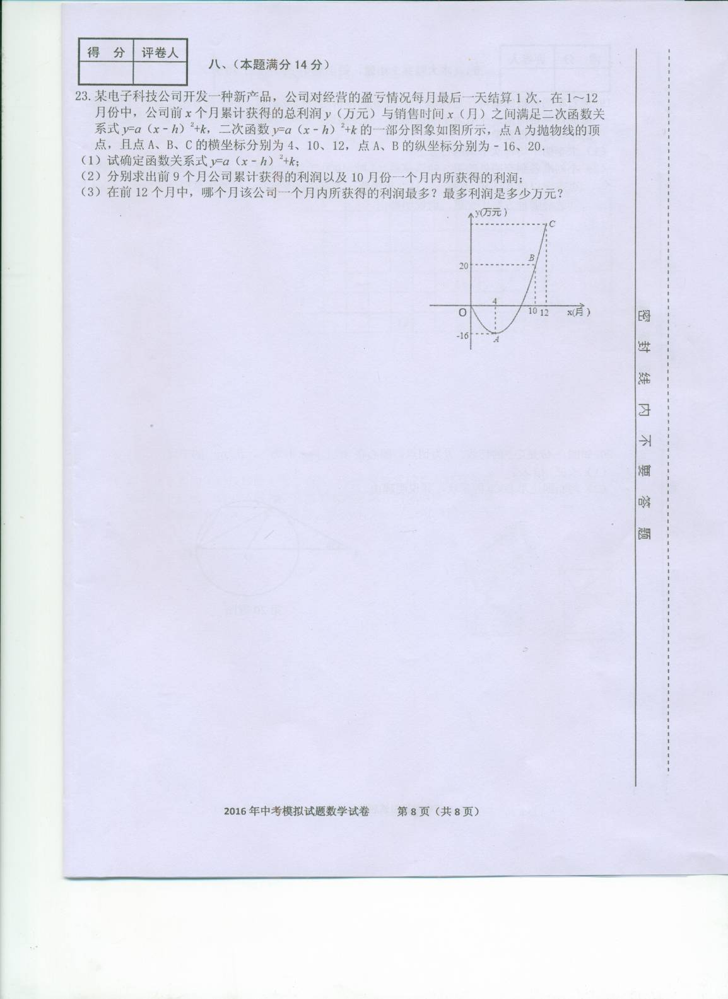 得 分 评卷人
八、（本题满分 14 分）
23. 某电子科技公司开发一种新产品，公司对经营的盈亏情况每月最后一天结算 1 次．在 1～12
月份中，公司前 x 个月累计获得的总利润 y（万元）与销售时间 x（月）之间满足二次函数关
系式 y=a（x﹣h）²+k，二次函数 y=a（x﹣h）²+k 的一部分图象如图所示，点 A 为抛物线的顶
点，且点 A、B、C 的横坐标分别为 4、10、12，点 A、B 的纵坐标分别为﹣16、20．
（1）试确定函数关系式 y=a（x﹣h）²+k；
（2）分别求出前 9 个月公司累计获得的利润以及 10 月份一个月内所获得的利润；
（3）在前 12 个月中，哪个月该公司一个月内所获得的利润最多？最多利润是多少万元？
y(万元)
C
B
20
4
O
10 12
x(月)
-16
A
密封线内不要答题
2016 年中考模拟试题数学试卷 第 8 页（共 8 页）